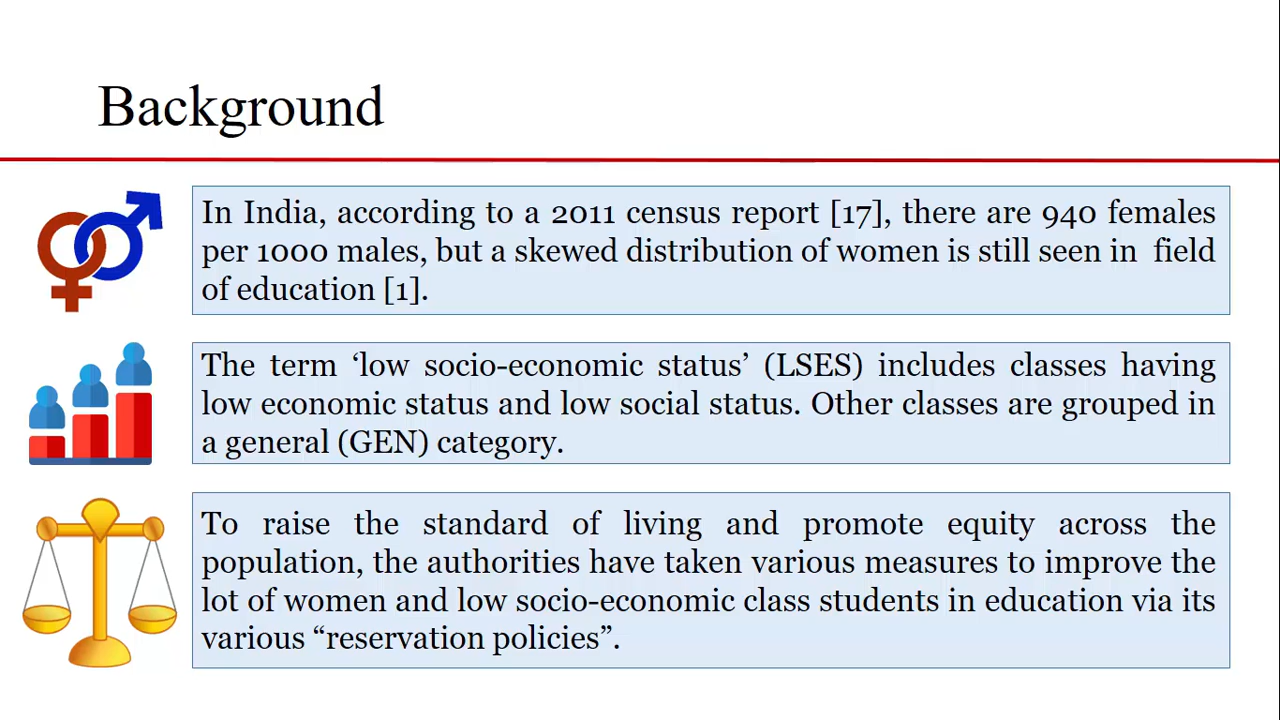 Background
In India, according to a 2011 census report [17], there are 940 females
per 1000 males, but a skewed distribution of women is still seen in field
of education [1].
The term ‘low socio-economic status’ (LSES) includes classes having
low economic status and low social status. Other classes are grouped in
a general (GEN) category.
To raise the standard of living and promote equity across the
population, the authorities have taken various measures to improve the
lot of women and low socio-economic class students in education via its
various “reservation policies”.